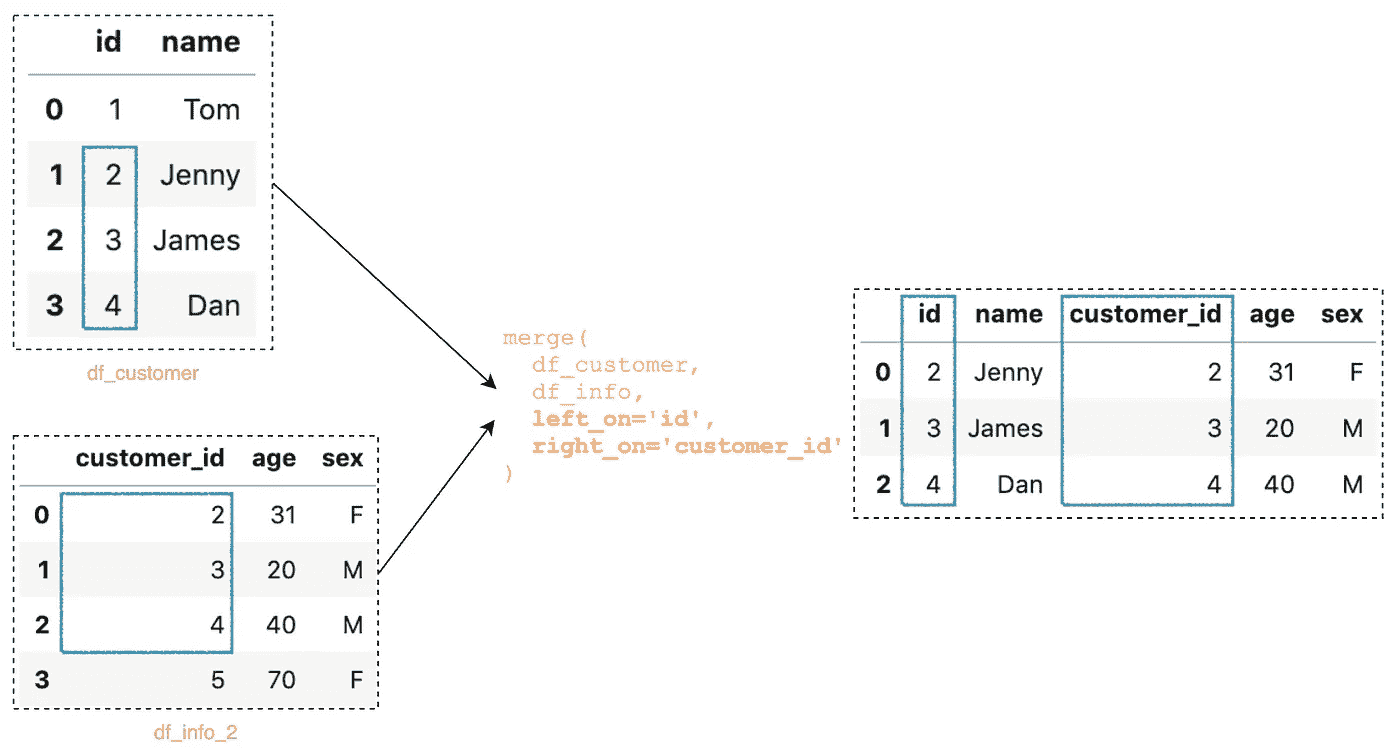 id name
0 1 Tom
1 2 Jenny
2 3 James
3 4 Dan
df_customer
customer_id age sex
0 2 31 F
1 3 20 M
2 4 40 M
3 5 70 F
df_info_2
merge(
df_customer,
df_info,
left_on='id',
right_on='customer_id'
)
id name customer_id age sex
0 2 Jenny 2 31 F
1 3 James 3 20 M
2 4 Dan 4 40 M